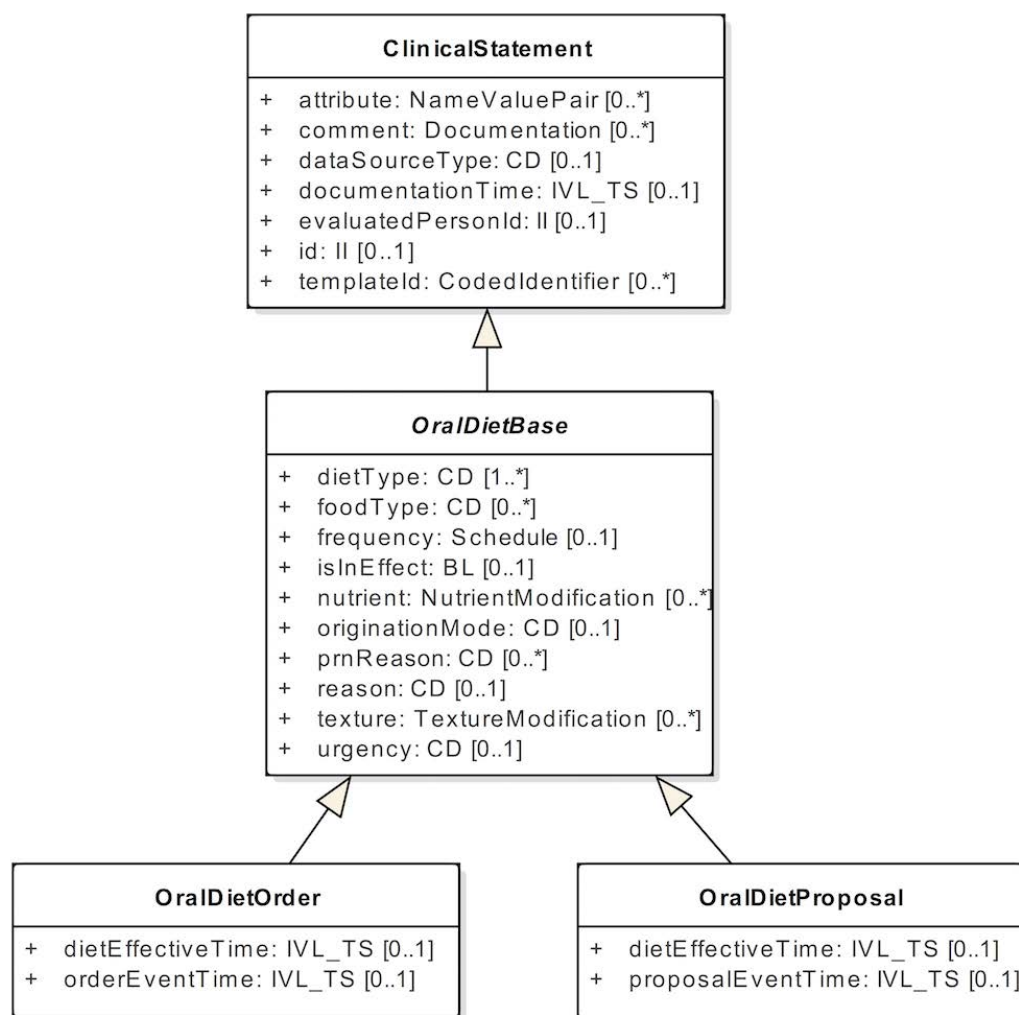 ClinicalStatement
+ attribute: NameValuePair [0..*]
+ comment: Documentation [0..*]
+ dataSourceType: CD [0..1]
+ documentationTime: IVL_TS [0..1]
+ evaluatedPersonId: II [0..1]
+ id: II [0..1]
+ templateId: CodedIdentifier [0..*]
OralDietBase
+ dietType: CD [1..*]
+ foodType: CD [0..*]
+ frequency: Schedule [0..1]
+ isInEffect: BL [0..1]
+ nutrient: NutrientModification [0..*]
+ originationMode: CD [0..1]
+ prnReason: CD [0..*]
+ reason: CD [0..1]
+ texture: TextureModification [0..*]
+ urgency: CD [0..1]
OralDietOrder
+ dietEffectiveTime: IVL_TS [0..1]
+ orderEventTime: IVL_TS [0..1]
OralDietProposal
+ dietEffectiveTime: IVL_TS [0..1]
+ proposalEventTime: IVL_TS [0..1]